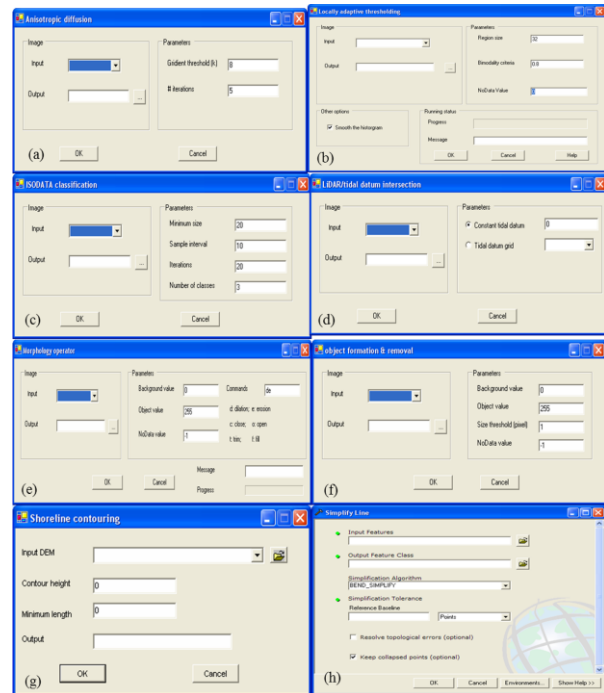 Anisotropic diffusion
Image
Input
Output
...
Parameters
Gridient threshold (k)
8
# iterations
5
OK
Cancel
(a)
Locally adaptive thresholding
Image
Input
Output
...
Parameters
Region size
32
Bimodality criteria
0.8
NoData Value
0
Other options
Smooth the historgram
Running status
Progress
Message
OK
Cancel
Help
(b)
ISODATA classification
Image
Input
Output
...
Parameters
Minimum size
20
Sample interval
10
Iterations
20
Number of classes
3
OK
Cancel
(c)
LiDAR/tidal datum intersection
Image
Input
Output
...
Parameters
Constant tidal datum
0
Tidal datum grid
OK
Cancel
(d)
Morphology operator
Image
Input
Output
...
Parameters
Background value
0
Object value
255
NoData value
-1
Commands
de
d: dilation; e: erosion
c: close; o: open
t: trim; f: fill
Message
Progess
OK
Cancel
(e)
object formation & removal
Image
Input
Output
...
Parameters
Background value
0
Object value
255
Size threshold (pixel)
1
NoData value
-1
OK
Cancel
(f)
Shoreline contouring
Input DEM
Contour height
0
Minimum length
0
Output
OK
Cancel
(g)
Simplify Line
Input Features
Output Feature Class
Simplification Algorithm
BEND_SIMPLIFY
Simplification Tolerance
Reference Baseline
Points
Resolve topological errors (optional)
Keep collapsed points (optional)
OK
Cancel
Environments...
Show Help >>
(h)